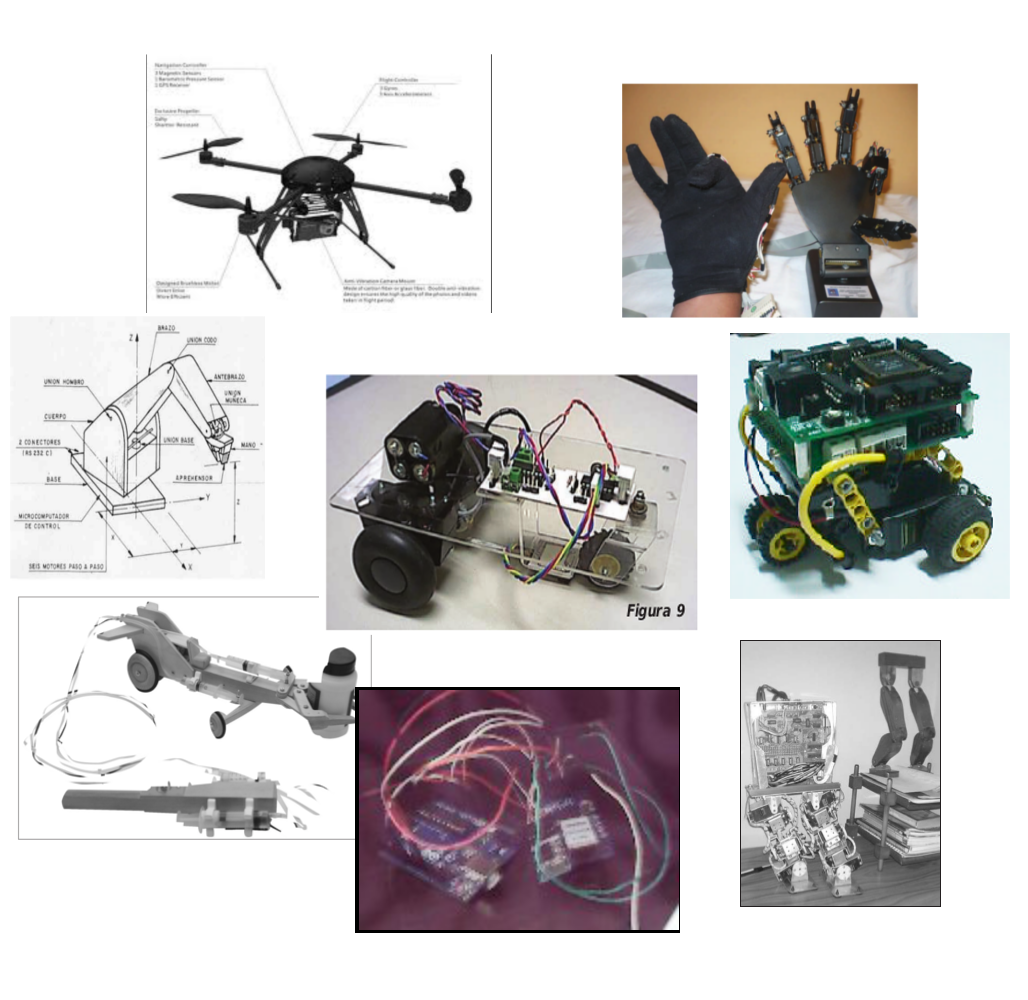 Navigation Controller
3 Magnetic Sensors
1 Barometric Pressure Sensor
1 GPS Receiver
Flight Controller
3 Gyros
3 Axis Accelerometers
Exclusive Propeller
Safty
Shatter-Resistant
Designed Brushless Motor
Direct Drive
More Efficient
Anti-Vibration Camera Mount
Made of carbon fiber or glass fiber. Double anti-vibration
design ensures the high quality of the photos and videos
taken in flight period.
BRAZO
Z
UNION CODO
ANTEBRAZO
UNION HOMBRO
UNION
MUÑECA
CUERPO
2 CONECTORES
(RS 232 C)
UNION BASE
MANO
BASE
APREHENSOR
Z
Y
MICROCOMPUTADOR
DE CONTROL
X
Y
X
SEIS MOTORES PASO A PASO
Figura 9